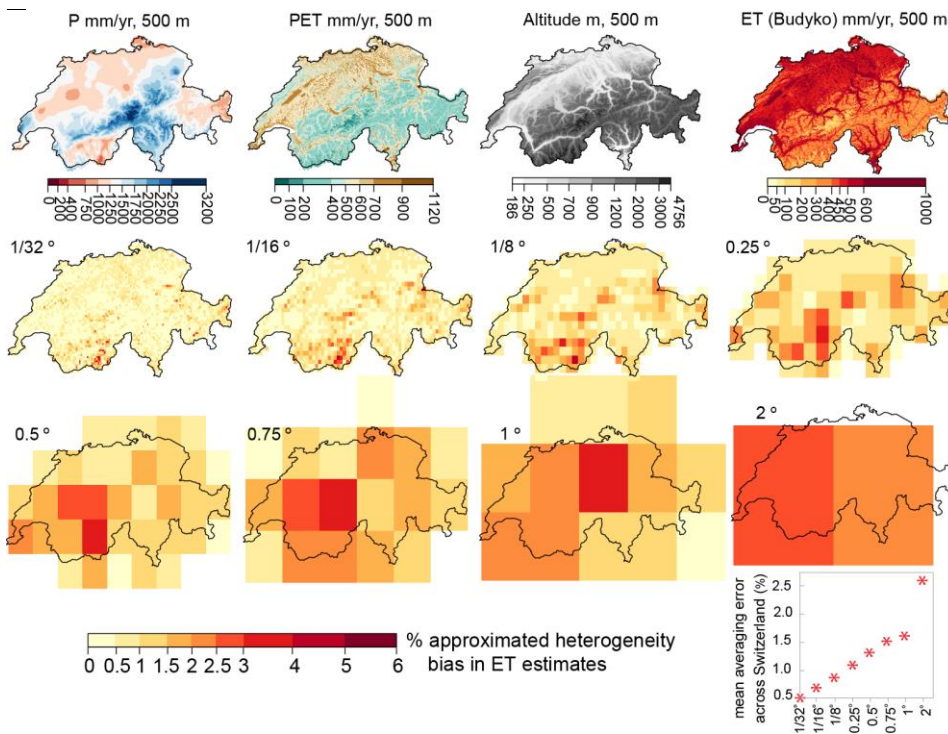 P mm/yr, 500 m
PET mm/yr, 500 m
Altitude m, 500 m
ET (Budyko) mm/yr, 500 m
0 200 400 500 750 1000 1250 1500 1750 2000 2500 3200
0 100 200 300 400 500 700 900 1120
186 250 500 700 900 1200 2000 3000 4756
0 50 100 200 300 400 450 500 600 1000
1/32 °
1/16 °
1/8 °
0.25 °
0.5 °
0.75 °
1 °
2 °
0 0.5 1 1.5 2 2.5 3 4 5 6
% approximated heterogeneity
bias in ET estimates
mean averaging error
across Switzerland (%)
2.5
2.0
1.5
1.0
0.5
1/32° 1/16° 1/8° 0.25° 0.5° 0.75° 1° 2°